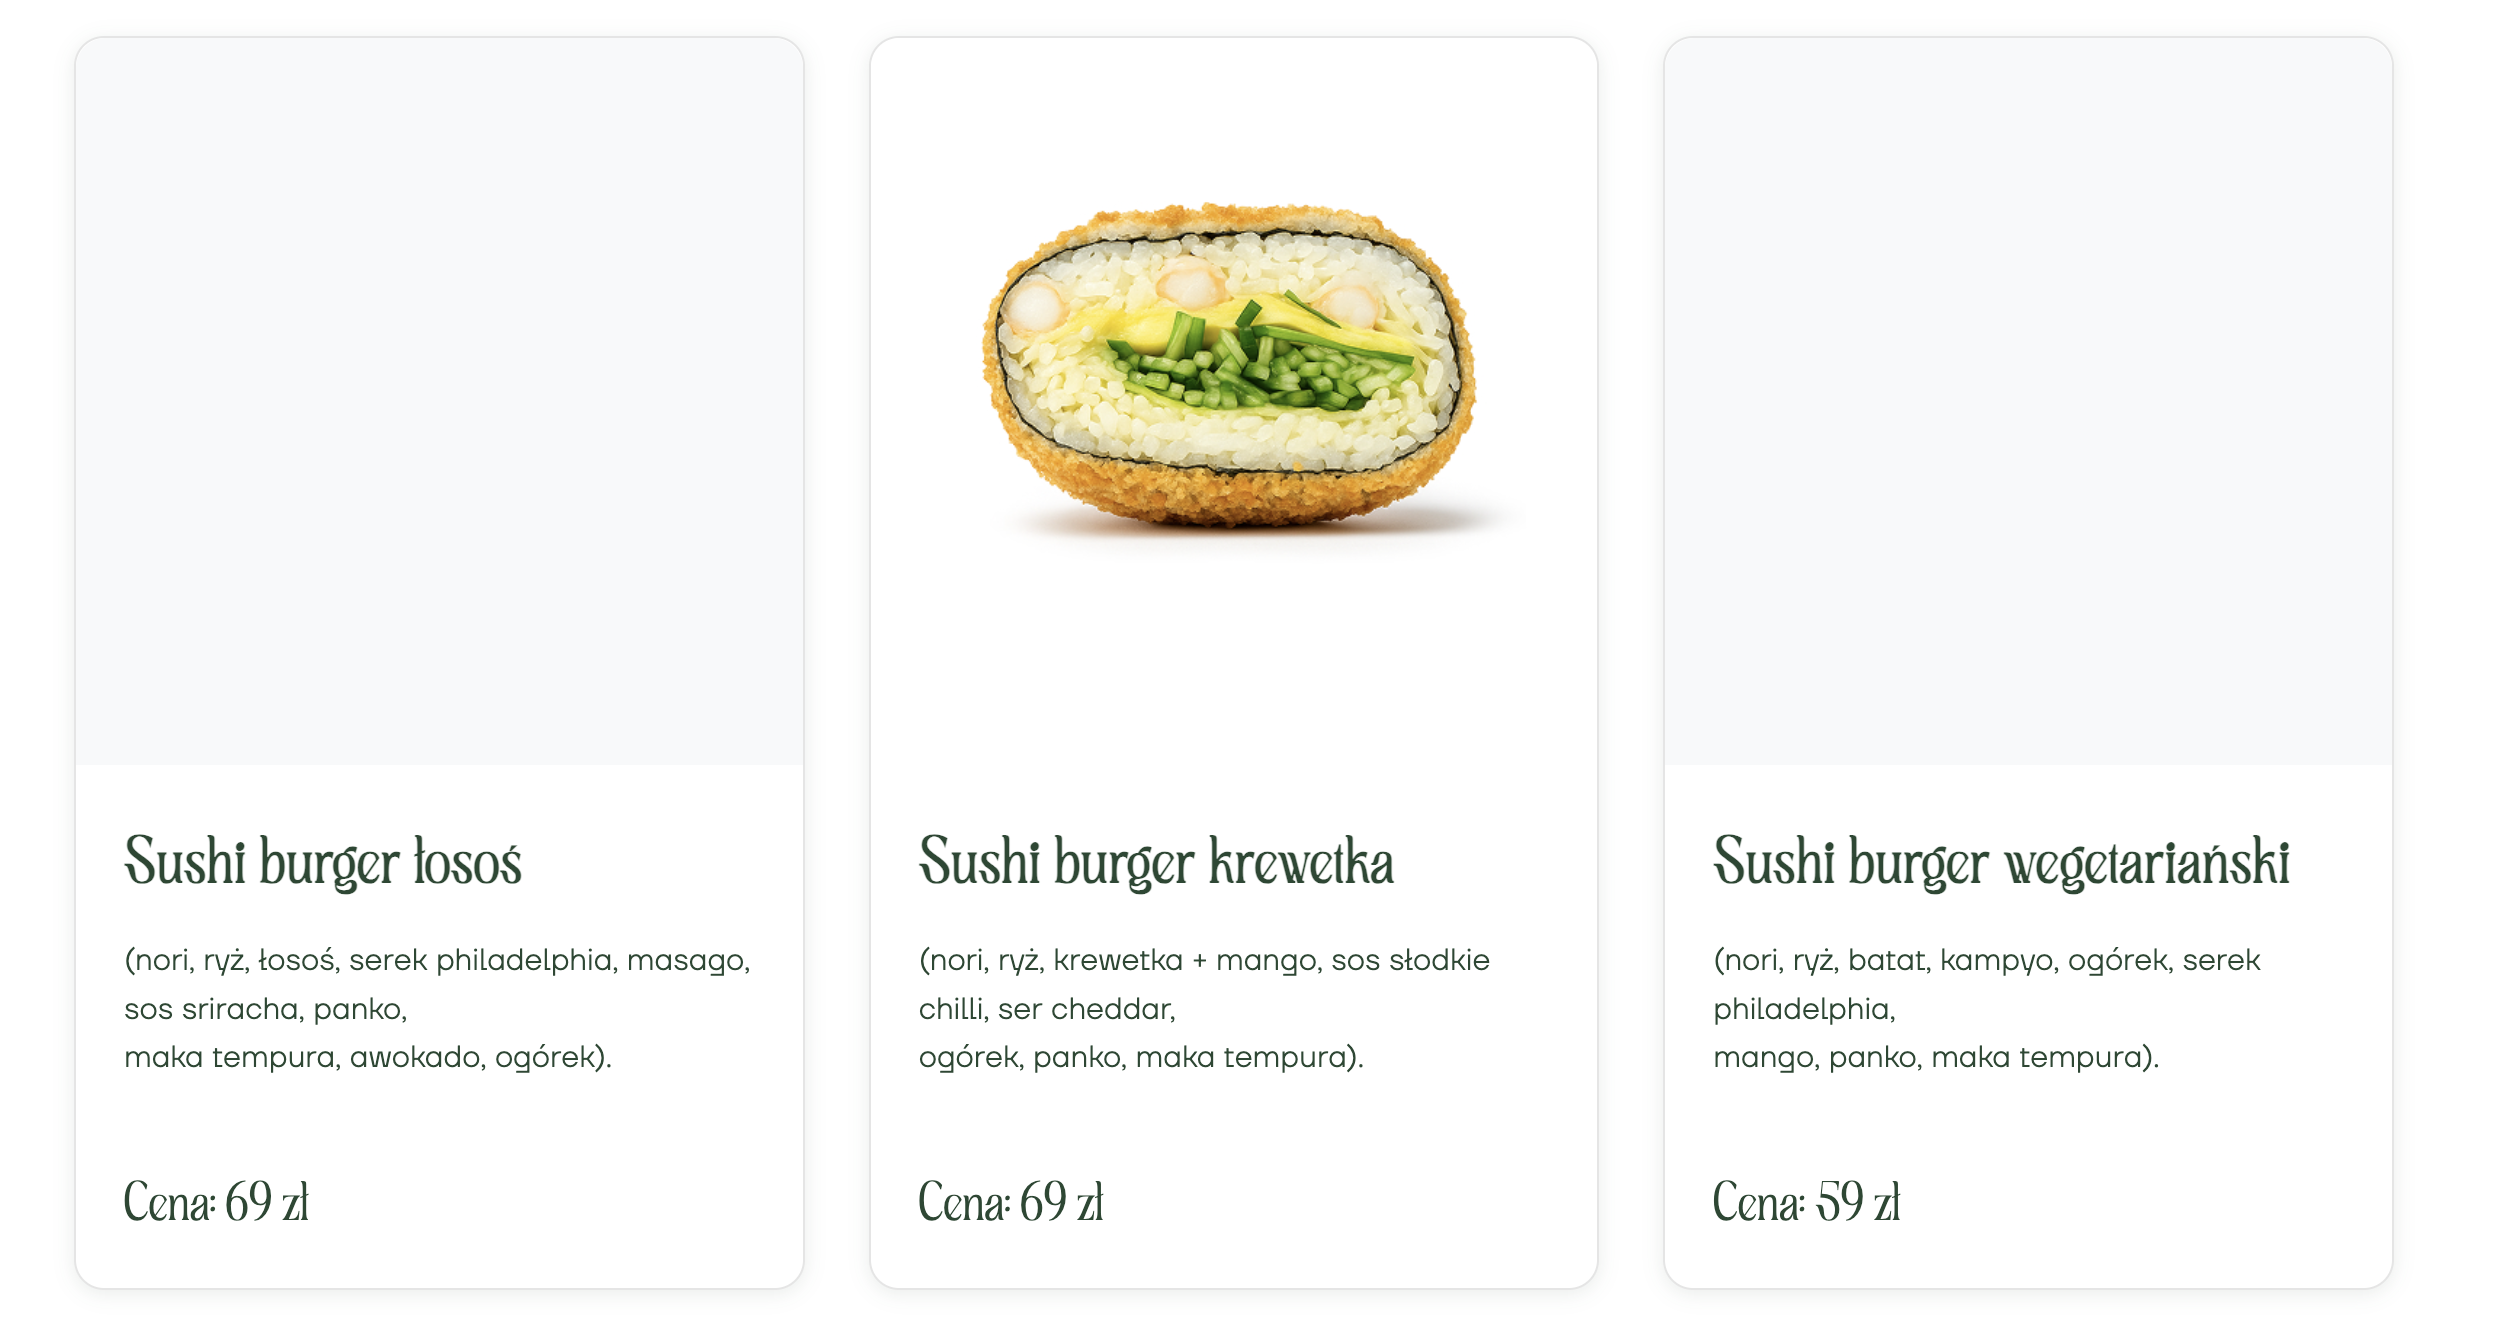 Sushi burger łosoś
(nori, ryż, łosoś, serek philadelphia, masago,
sos sriracha, panko,
maka tempura, awokado, ogórek).
Cena: 69 zł
Sushi burger krewetka
(nori, ryż, krewetka + mango, sos słodkie
chilli, ser cheddar,
ogórek, panko, maka tempura).
Cena: 69 zł
Sushi burger wegetariański
(nori, ryż, batat, kampyo, ogórek, serek
philadelphia,
mango, panko, maka tempura).
Cena: 59 zł